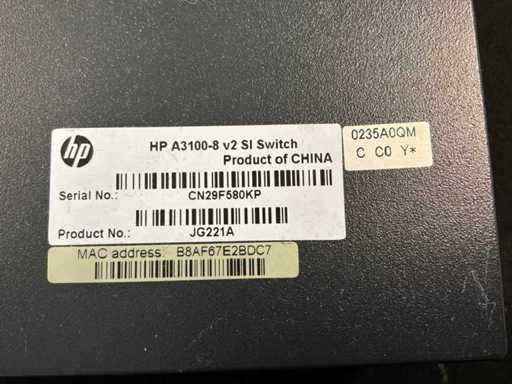 hp
HP A3100-8 v2 SI Switch
Product of CHINA
Serial No.:
CN29F580KP
Product No.:
JG221A
MAC address: B8AF67E2BDC7
0235A0QM
C C0 Y*